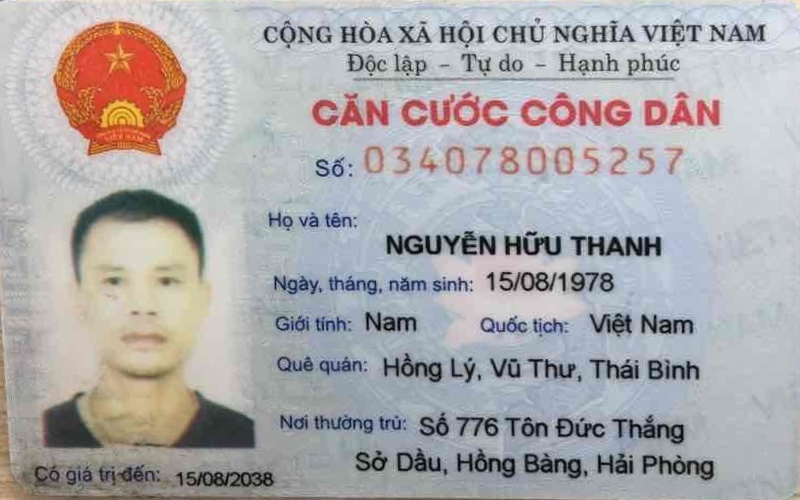 CỘNG HÒA XÃ HỘI CHỦ NGHĨA VIỆT NAM
Độc lập - Tự do - Hạnh phúc
CĂN CƯỚC CÔNG DÂN
Số: 034078005257
Họ và tên:
NGUYỄN HỮU THANH
Ngày, tháng, năm sinh: 15/08/1978
Giới tính: Nam Quốc tịch: Việt Nam
Quê quán: Hồng Lý, Vũ Thư, Thái Bình
Nơi thường trú: Số 776 Tôn Đức Thắng
Sở Dầu, Hồng Bàng, Hải Phòng
Có giá trị đến: 15/08/2038